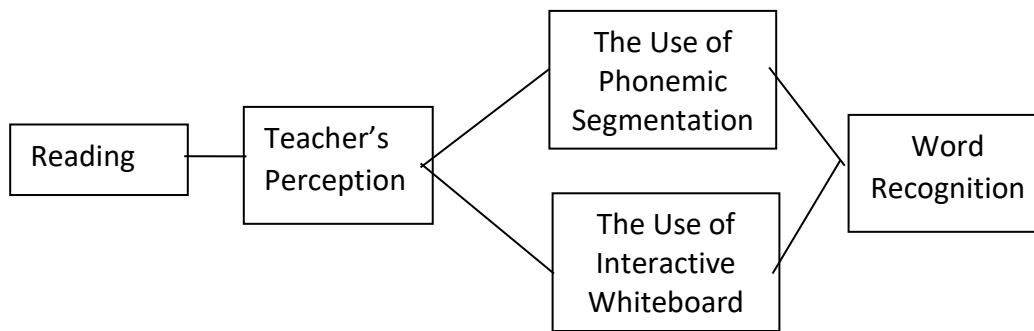 Reading
Teacher’s
Perception
The Use of
Phonemic
Segmentation
The Use of
Interactive
Whiteboard
Word
Recognition